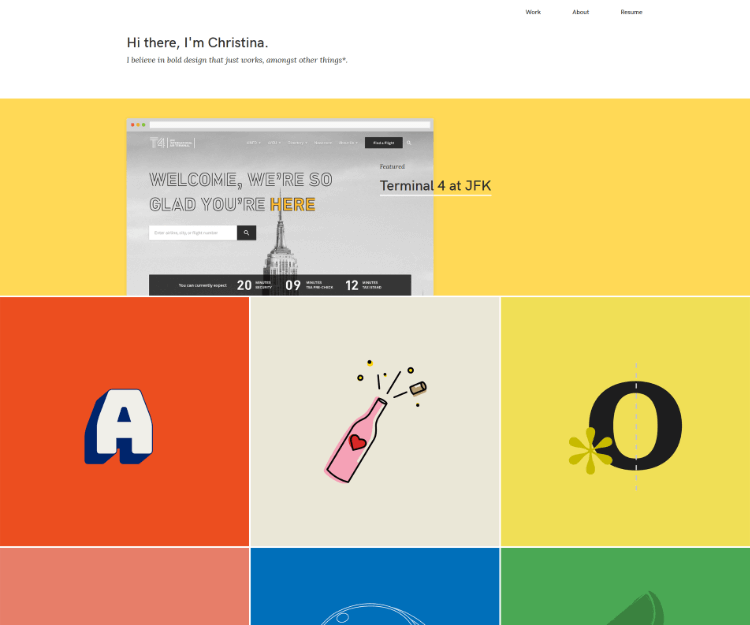 Work About Resume
Hi there, I'm Christina.
I believe in bold design that just works, amongst other things*.
T4
Find a Flight
Featured
Terminal 4 at JFK
WELCOME, WE'RE SO
GLAD YOU'RE HERE
Enter airline, city or flight number
You can currently expect: 20 MINUTES SECURITY 09 MINUTES TSA PRE-CHECK 12 MINUTES
A
O